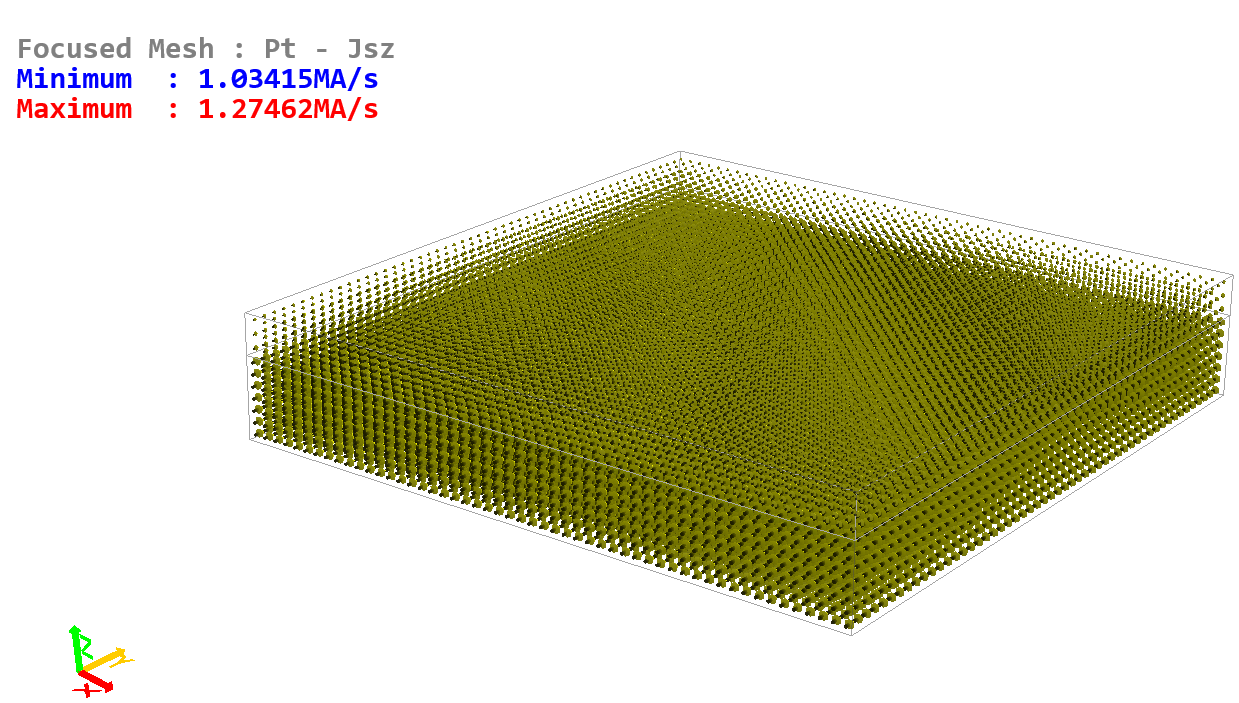 Focused Mesh : Pt - Jsz
Minimum  : 1.03415MA/s
Maximum  : 1.27462MA/s